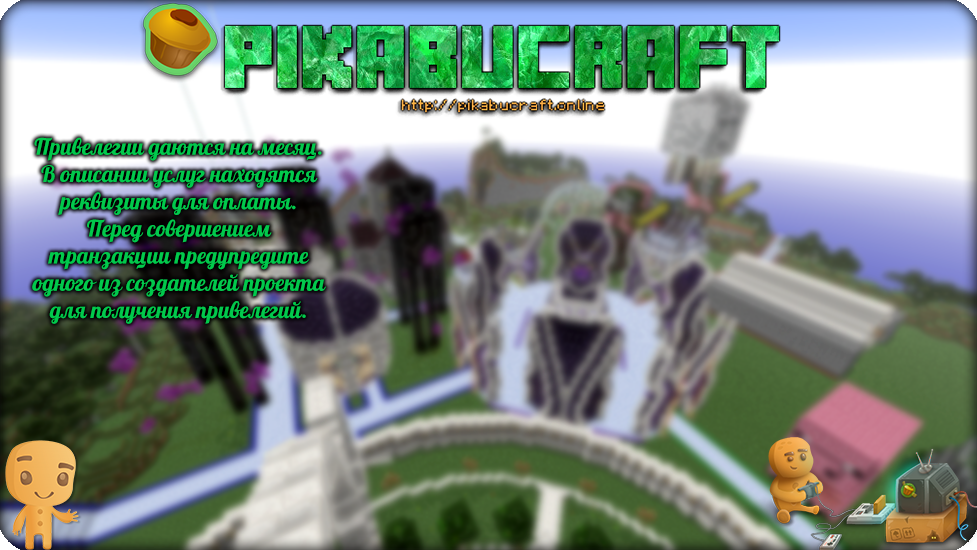 PIKABUCRAFT
http://pikabucraft.online
Привелегии даются на месяц.
В описании услуг находятся
реквизиты для оплаты.
Перед совершением
транзакции предупредите
одного из создателей проекта
для получения привелегий.